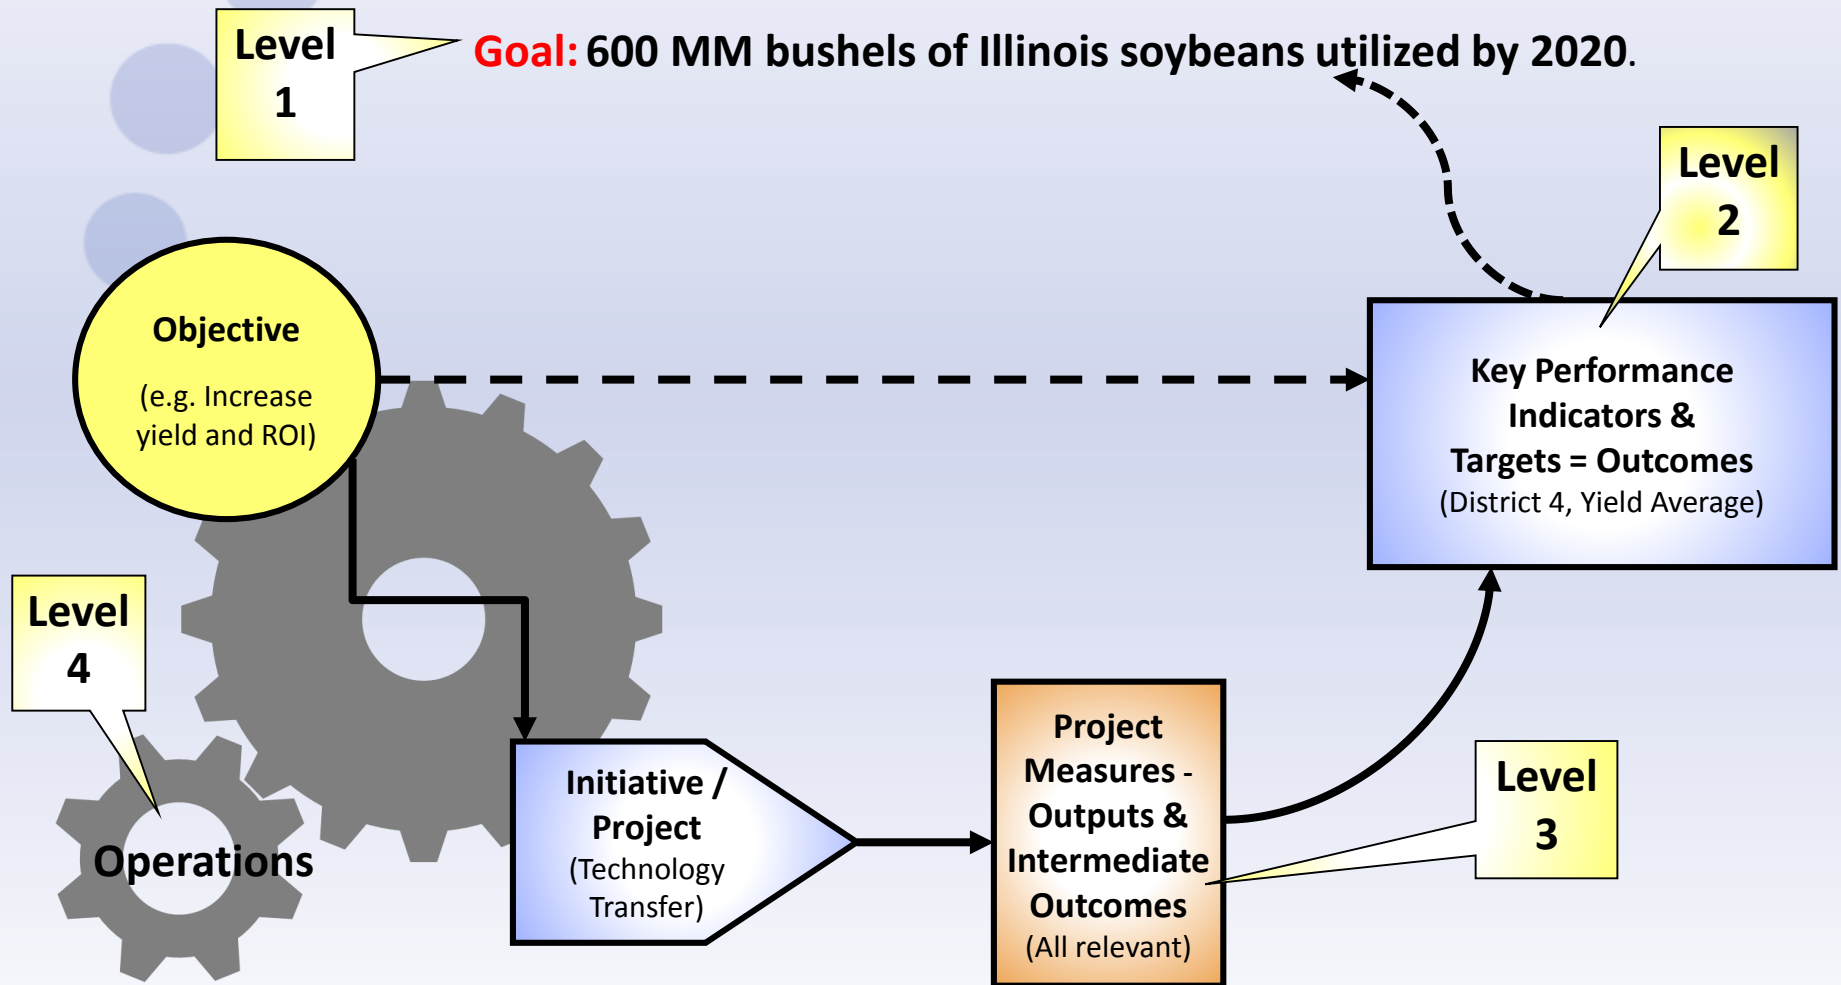 Level
1
Goal: 600 MM bushels of Illinois soybeans utilized by 2020.
Level
2
Objective
(e.g. Increase
yield and ROI)
Key Performance
Indicators &
Targets = Outcomes
(District 4, Yield Average)
Level
4
Operations
Initiative /
Project
(Technology
Transfer)
Project
Measures -
Outputs &
Intermediate
Outcomes
(All relevant)
Level
3